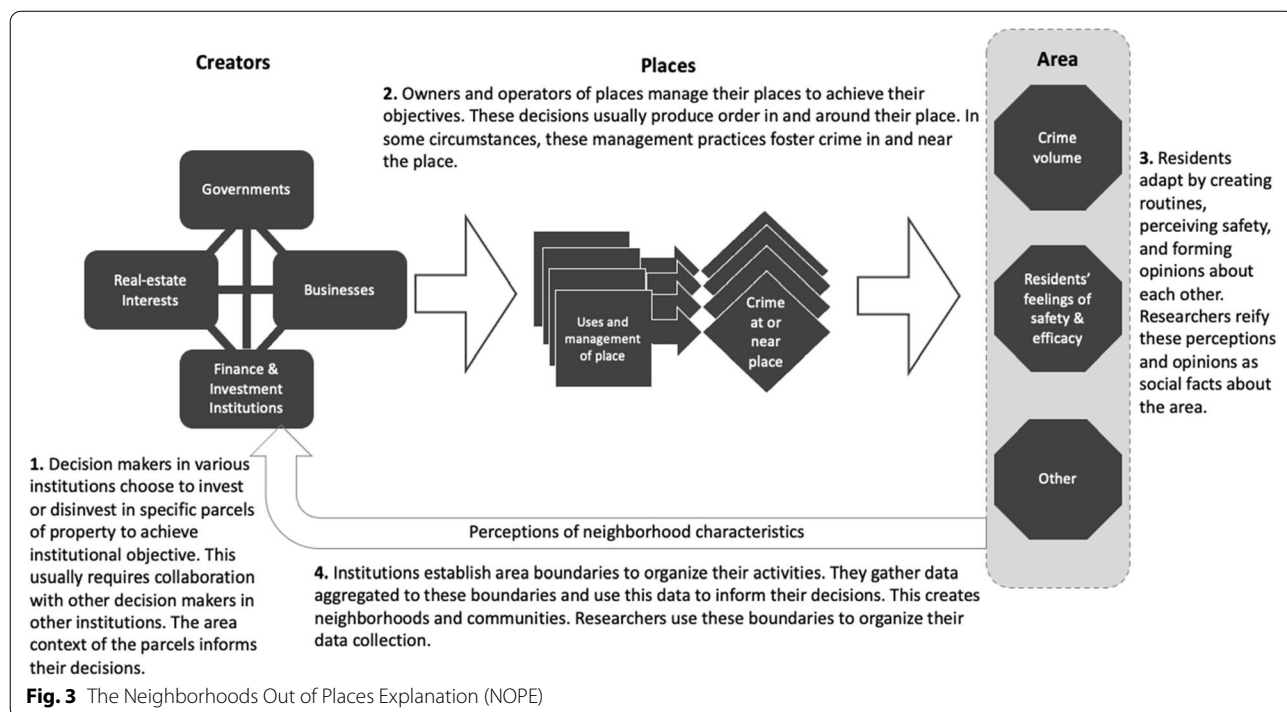 Creators
Places
Area
2. Owners and operators of places manage their places to achieve their
objectives. These decisions usually produce order in and around their place. In
some circumstances, these management practices foster crime in and near
the place.
Governments
Real-estate
Interests
Businesses
Finance &
Investment
Institutions
Uses and
management
of place
Crime
at or
near
place
Crime
volume
Residents’
feelings of
safety &
efficacy
Other
3. Residents
adapt by creating
routines,
perceiving safety,
and forming
opinions about
each other.
Researchers reify
these perceptions
and opinions as
social facts about
the area.
1. Decision makers in various
institutions choose to invest
or disinvest in specific parcels
of property to achieve
institutional objective. This
usually requires collaboration
with other decision makers in
other institutions. The area
context of the parcels informs
their decisions.
Perceptions of neighborhood characteristics
4. Institutions establish area boundaries to organize their activities. They gather data
aggregated to these boundaries and use this data to inform their decisions. This creates
neighborhoods and communities. Researchers use these boundaries to organize their
data collection.
Fig. 3 The Neighborhoods Out of Places Explanation (NOPE)